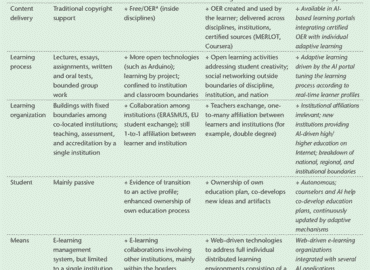 Content delivery
Traditional copyright support
+ Free/OER* (inside disciplines)
+ OER created and used by the learner; delivered across disciplines, institutions, certified sources (MERLOT, Coursera)
+ Available in AI-based learning portals integrating certified OER with individual adaptive learning
Learning process
Lectures, essays, assignments, written and oral tests, bounded group work
+ More open technologies (such as Arduino); learning by project; confined to institution and classroom boundaries
+ Open learning activities addressing student creativity; social networking outside boundaries of discipline, institution, and nation
+ Adaptive learning driven by the AI portal tuning the learning process according to real-time learner profiles
Learning organization
Buildings with fixed boundaries among co-located institutions; teaching, assessment, and accreditation by a single institution
+ Collaboration among institutions (ERASMUS, EU student exchange); still 1-to-1 affiliation between learner and institution
+ Teachers exchange, one-to-many affiliation between learners and institutions (for example, double degree)
+ Institutional affiliations irrelevant; new institutions providing AI-driven high/higher education on Internet; breakdown of national, regional, and institutional boundaries
Student
Mainly passive
+ Evidence of transition to an active profile; enhanced ownership of own education process
+ Ownership of own education plan, co-develops new ideas and artifacts
+ Autonomous; counselors and AI help co-develop education plans, continuously updated by adaptive mechanisms
Means
E-learning management system, but limited to a single institution
+ E-learning collaborations involving other institutions, mainly within the borders
+ Web-driven technologies to address full individual distributed learning environments consisting of a
Web-driven e-learning organizations integrated with several AI applications